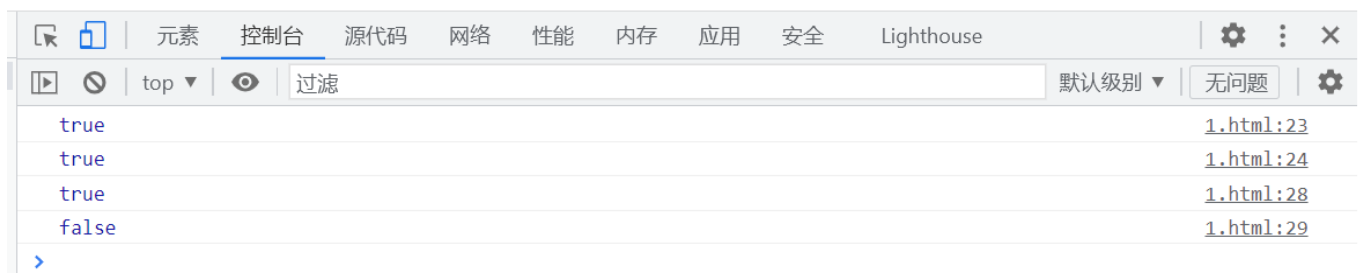 元素 控制台 源代码 网络 性能 内存 应用 安全 Lighthouse
top ▼ 过滤 默认级别 ▼ 无问题
true 1.html:23
true 1.html:24
true 1.html:28
false 1.html:29